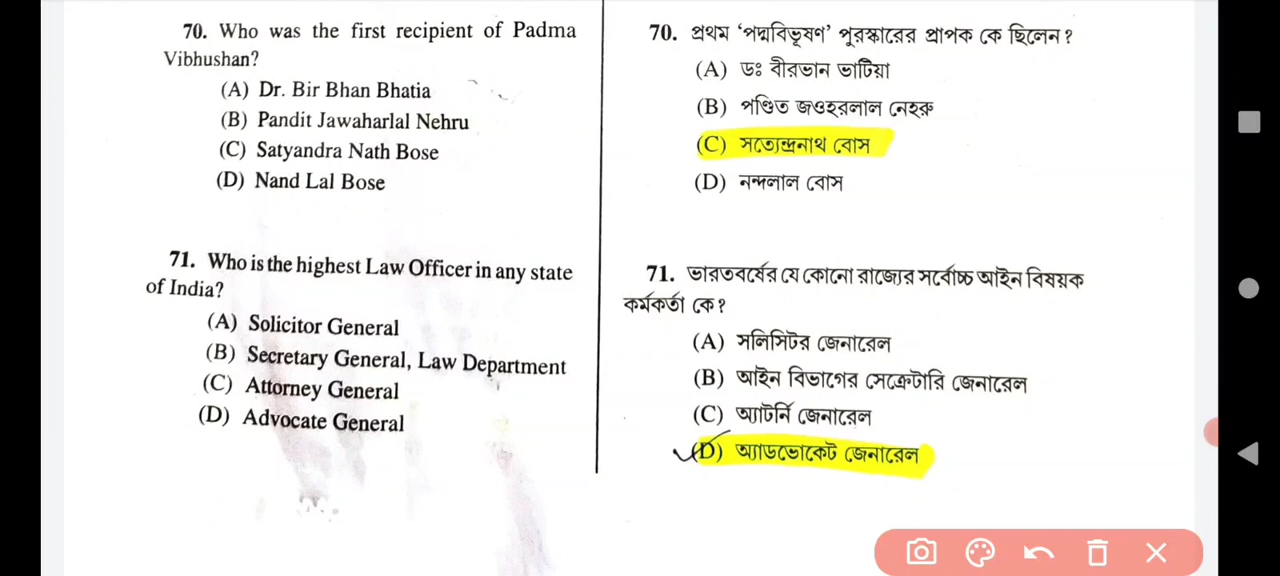 70. Who was the first recipient of Padma
Vibhushan?
(A) Dr. Bir Bhan Bhatia
(B) Pandit Jawaharlal Nehru
(C) Satyandra Nath Bose
(D) Nand Lal Bose
71. Who is the highest Law Officer in any state
of India?
(A) Solicitor General
(B) Secretary General, Law Department
(C) Attorney General
(D) Advocate General
70. প্রথম ‘পদ্মবিভূষণ’ পুরস্কারের প্রাপক কে ছিলেন ?
(A) ডঃ বীরভান ভাটিয়া
(B) পণ্ডিত জওহরলাল নেহরু
(C) সত্যেন্দ্রনাথ বোস
(D) নন্দলাল বোস
71. ভারতবর্ষের যে কোনো রাজ্যের সর্বোচ্চ আইন বিষয়ক
কর্মকর্তা কে ?
(A) সলিসিটর জেনারেল
(B) আইন বিভাগের সেক্রেটারি জেনারেল
(C) অ্যাটর্নি জেনারেল
(D) অ্যাডভোকেট জেনারেল